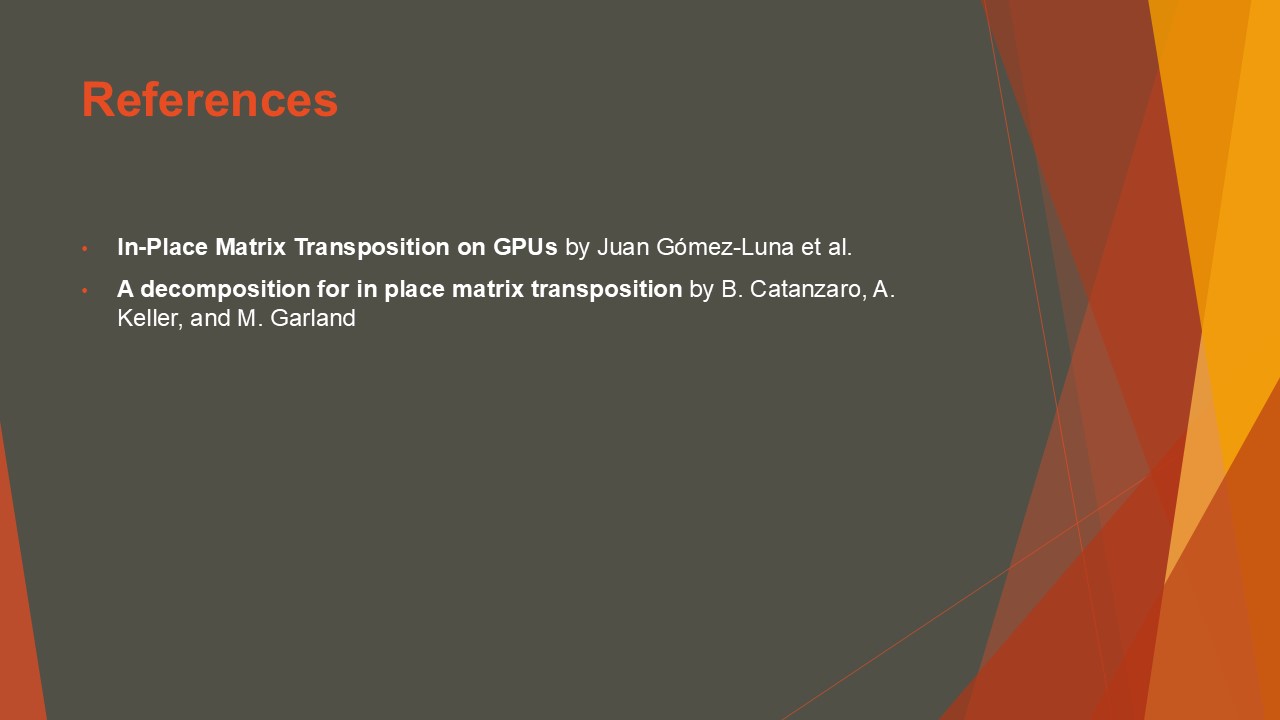 References
• In-Place Matrix Transposition on GPUs by Juan Gómez-Luna et al.
• A decomposition for in place matrix transposition by B. Catanzaro, A.
Keller, and M. Garland